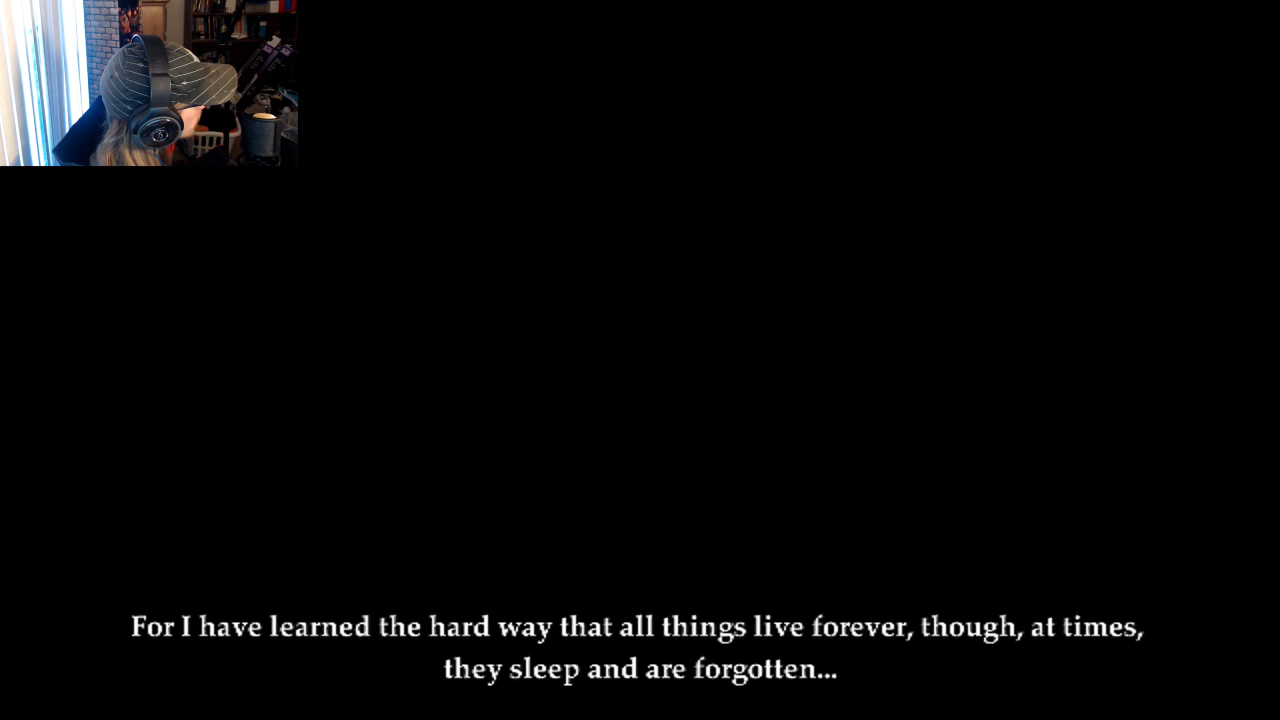 For I have learned the hard way that all things live forever, though, at times,
they sleep and are forgotten...